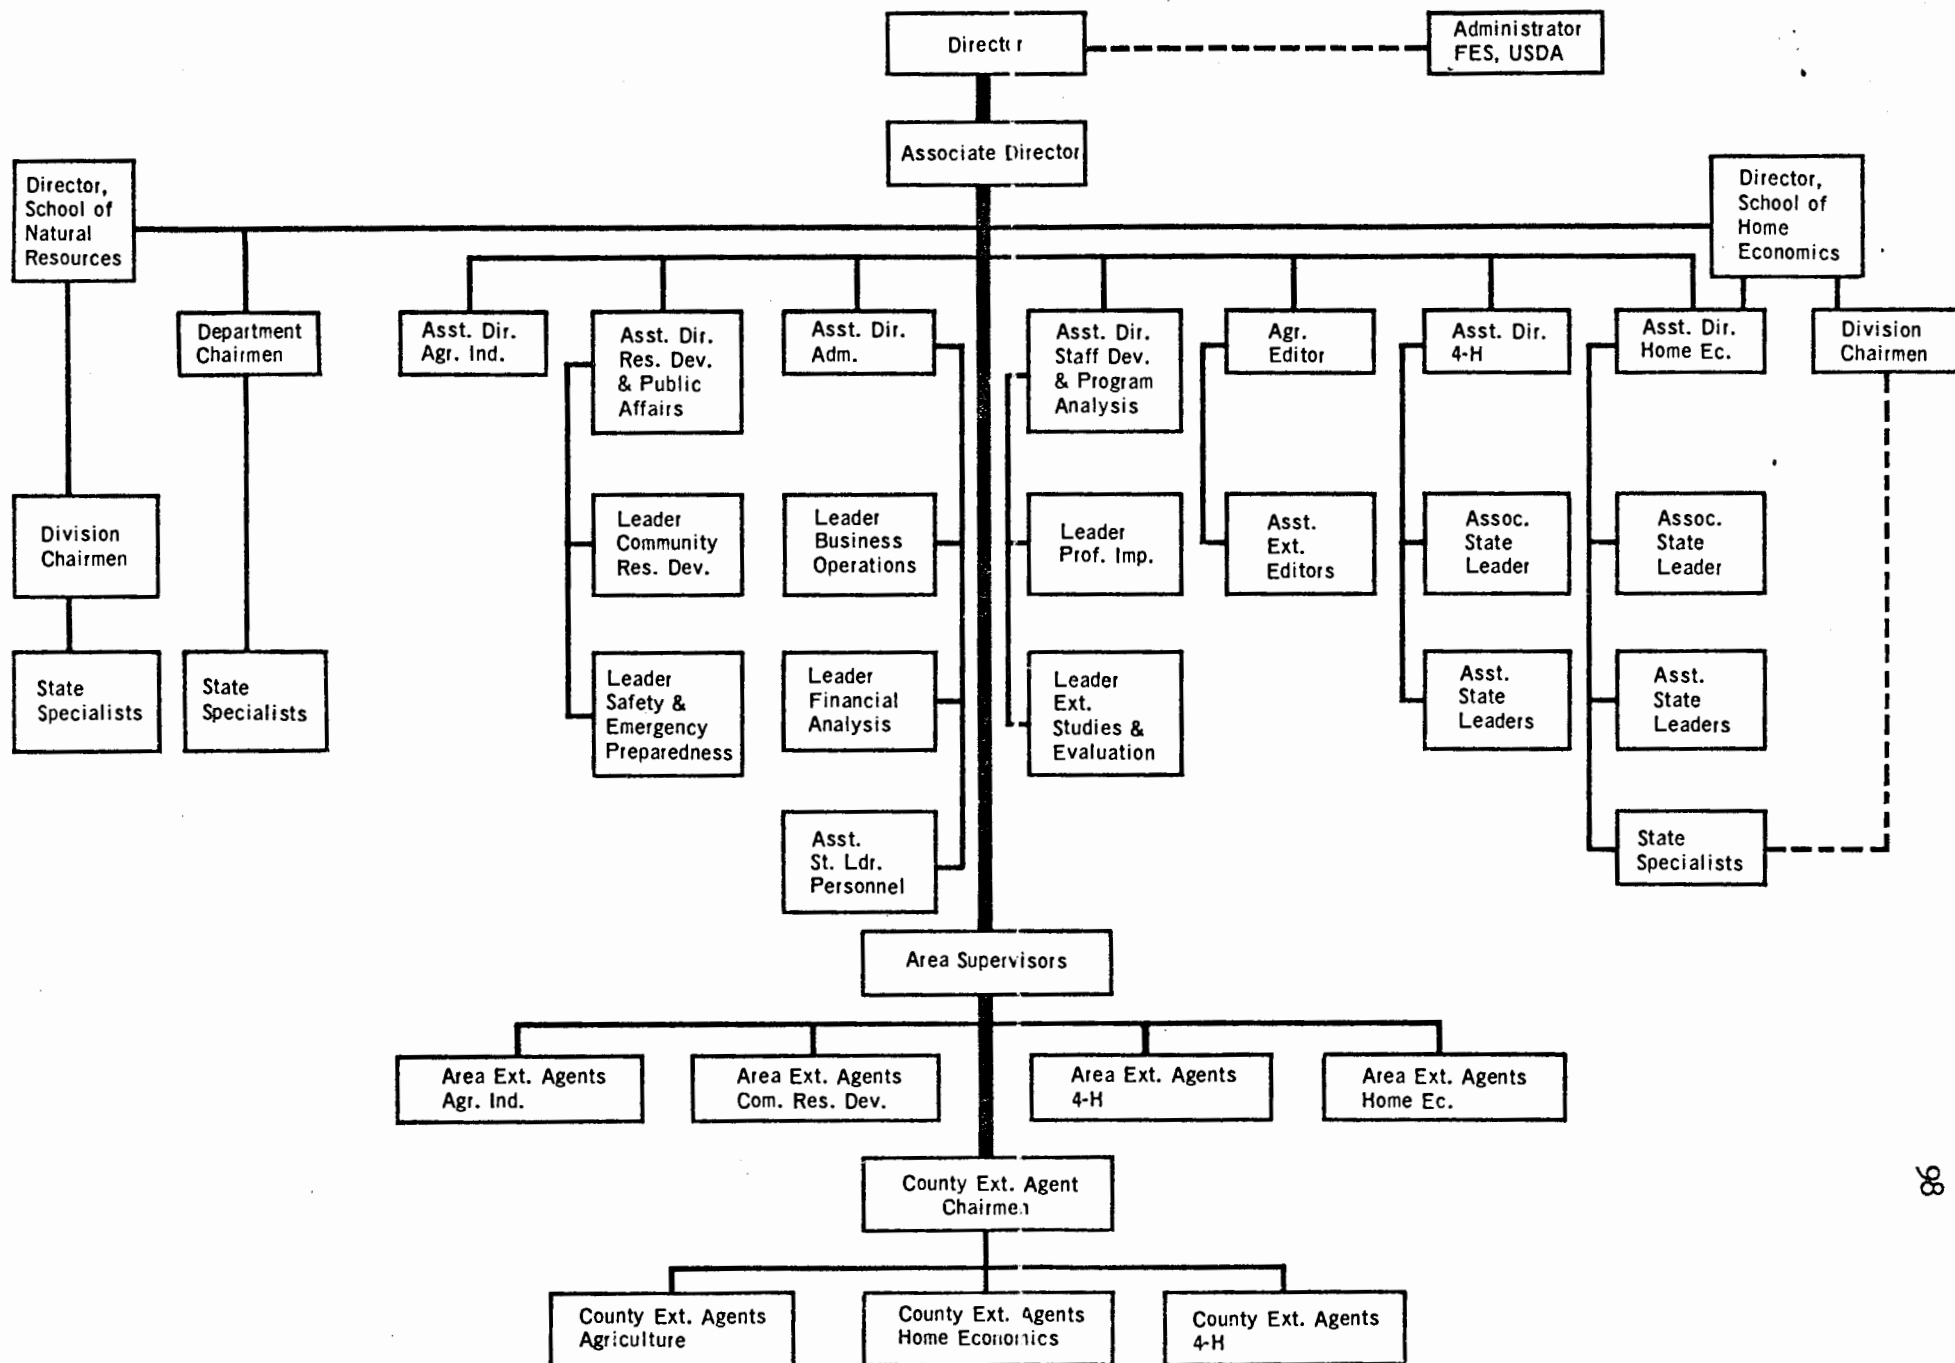 Director
Administrator
FES, USDA
Associate Director
Director,
School of
Natural
Resources
Director,
School of
Home
Economics
Department
Chairmen
Asst. Dir.
Agr. Ind.
Asst. Dir.
Res. Dev.
& Public
Affairs
Asst. Dir.
Adm.
Asst. Dir.
Staff Dev.
& Program
Analysis
Agr.
Editor
Asst. Dir.
4-H
Asst. Dir.
Home Ec.
Division
Chairmen
Division
Chairmen
Leader
Community
Res. Dev.
Leader
Business
Operations
Leader
Prof. Imp.
Asst.
Ext.
Editors
Assoc.
State
Leader
Assoc.
State
Leader
State
Specialists
State
Specialists
Leader
Safety &
Emergency
Preparedness
Leader
Financial
Analysis
Leader
Ext.
Studies &
Evaluation
Asst.
State
Leaders
Asst.
State
Leaders
Asst.
St. Ldr.
Personnel
State
Specialists
Area Supervisors
Area Ext. Agents
Agr. Ind.
Area Ext. Agents
Com. Res. Dev.
Area Ext. Agents
4-H
Area Ext. Agents
Home Ec.
County Ext. Agent
Chairmen
98
County Ext. Agents
Agriculture
County Ext. Agents
Home Economics
County Ext. Agents
4-H